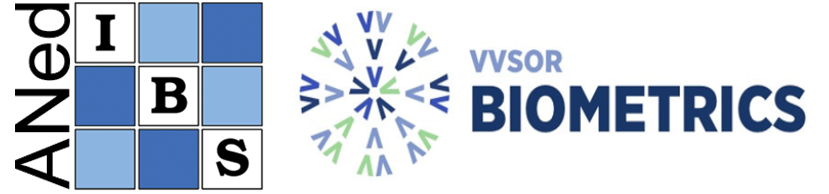 ANed
I
B
S
VVSOR
BIOMETRICS